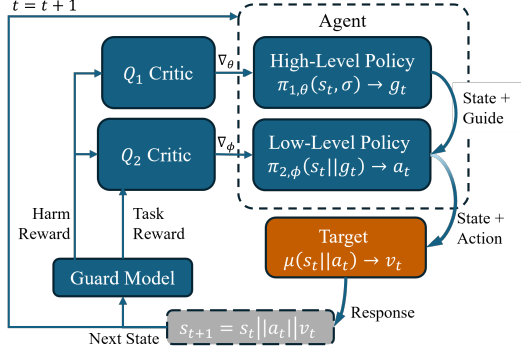 t = t + 1
Agent
Q₁ Critic
∇θ
High-Level Policy
π₁,θ(sₜ, σ) → gₜ
State +
Guide
Q₂ Critic
∇ϕ
Low-Level Policy
π₂,ϕ(sₜ||gₜ) → aₜ
Harm
Reward
Task
Reward
State +
Action
Target
μ(sₜ||aₜ) → vₜ
Guard Model
Response
Next State
sₜ₊₁ = sₜ||aₜ||vₜ